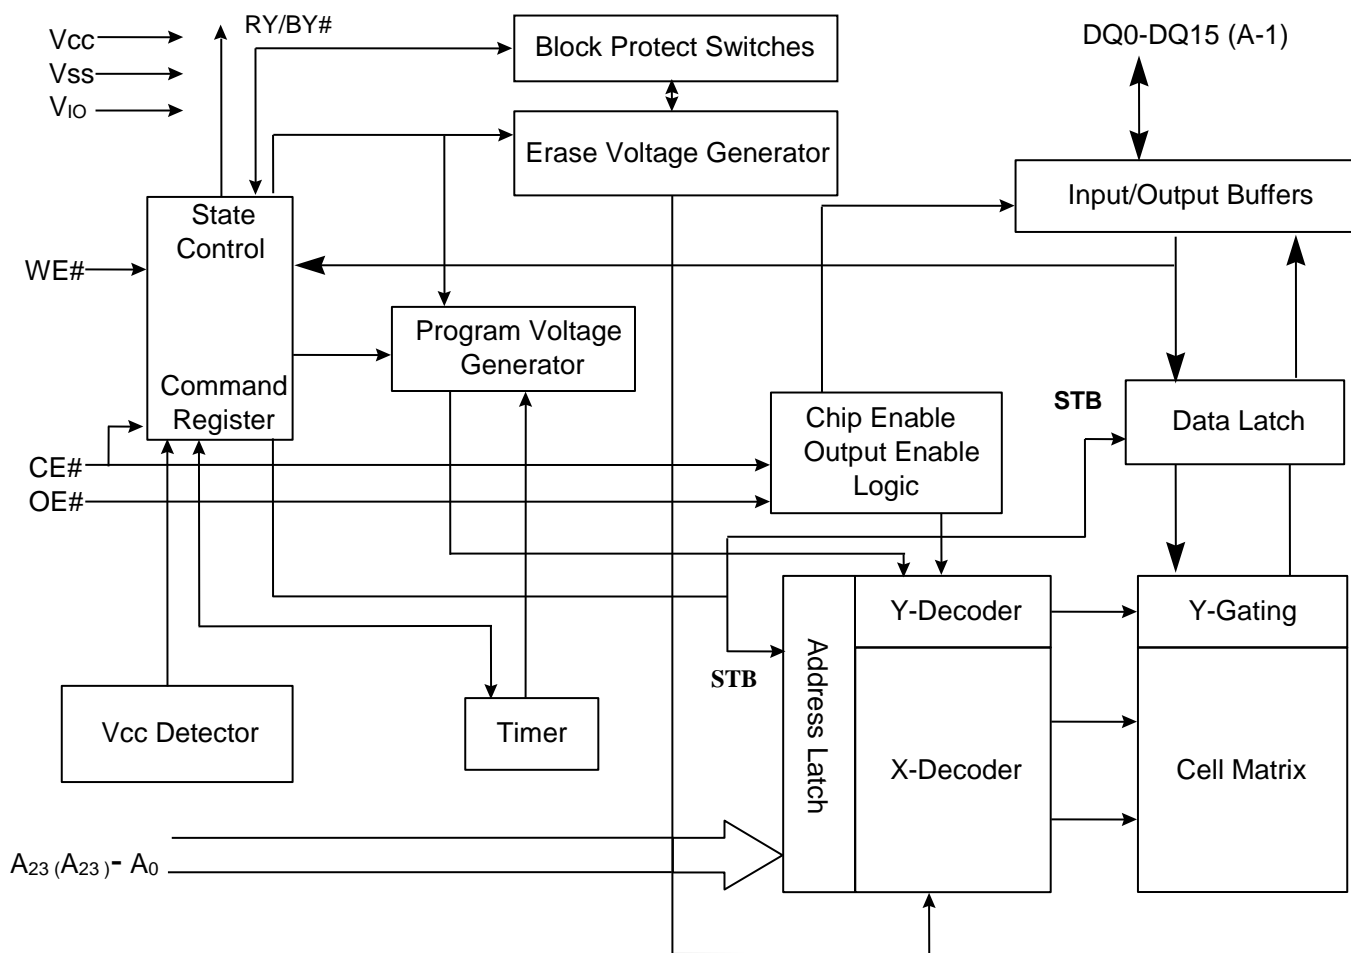 RY/BY#
Vcc
Vss
VIO
Block Protect Switches
DQ0-DQ15 (A-1)
Erase Voltage Generator
Input/Output Buffers
State
Control
WE#
Program Voltage
Generator
Command
Register
STB
Chip Enable
Output Enable
Logic
Data Latch
CE#
OE#
Address Latch
Y-Decoder
Y-Gating
STB
Vcc Detector
Timer
X-Decoder
Cell Matrix
A23 (A23 )- A0